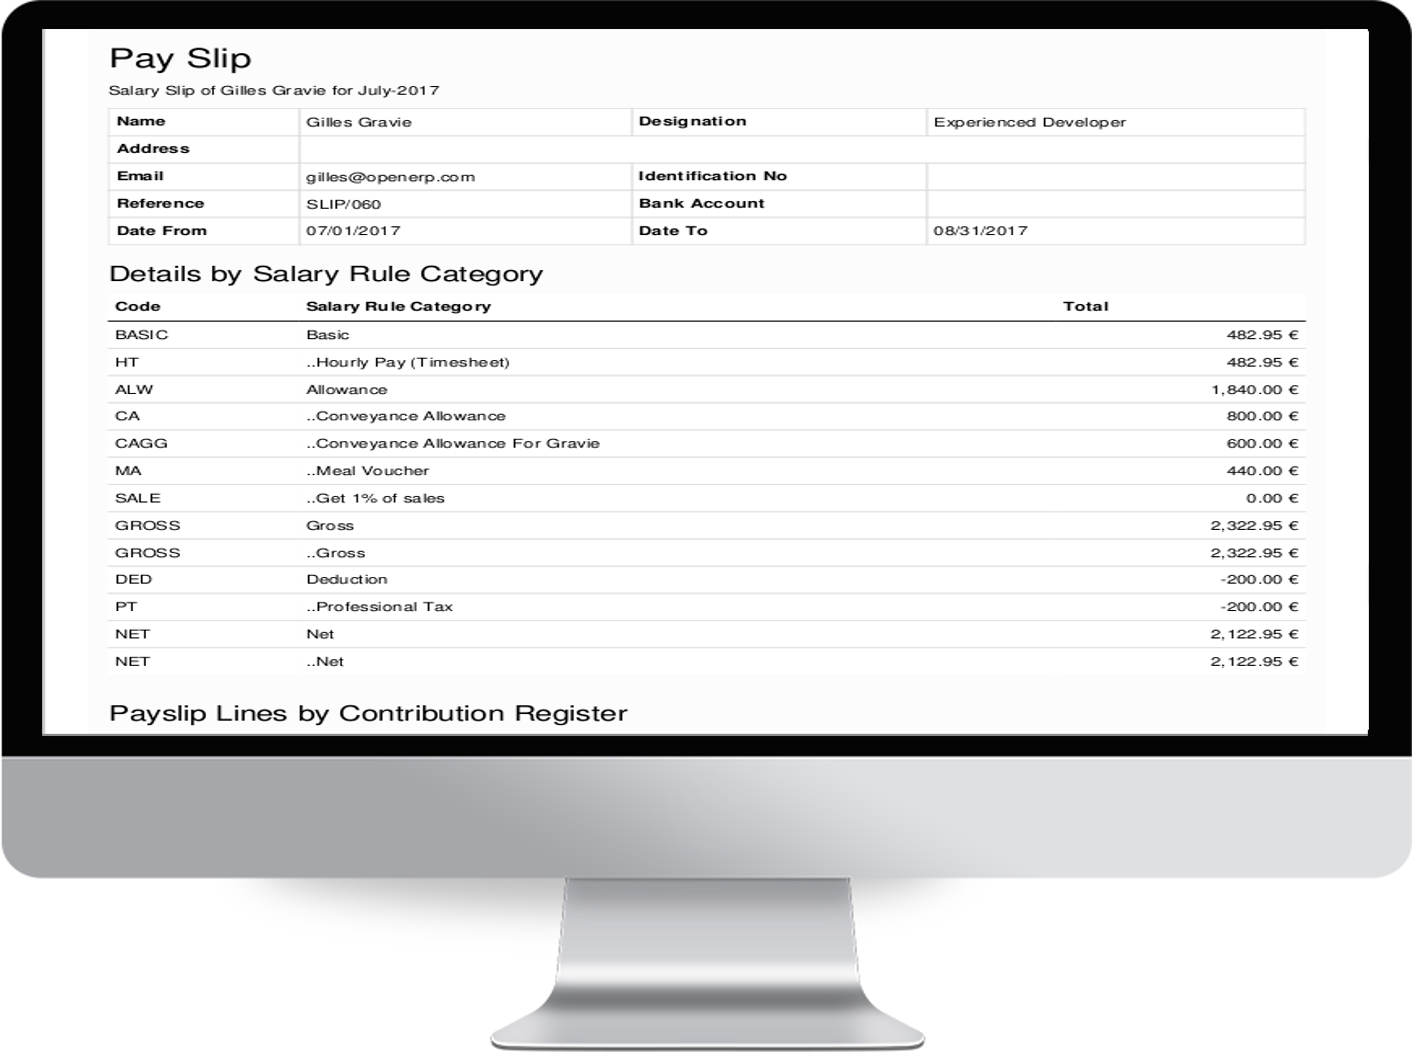 Pay Slip
Salary Slip of Gilles Gravie for July-2017
Name Gilles Gravie Designation Experienced Developer
Address
Email gilles@openerp.com Identification No
Reference SLIP/060 Bank Account
Date From 07/01/2017 Date To 08/31/2017
Details by Salary Rule Category
Code Salary Rule Category Total
BASIC Basic 482.95 €
HT ..Hourly Pay (Timesheet) 482.95 €
ALW Allowance 1,840.00 €
CA ..Conveyance Allowance 800.00 €
CAGG ..Conveyance Allowance For Gravie 600.00 €
MA ..Meal Voucher 440.00 €
SALE ..Get 1% of sales 0.00 €
GROSS Gross 2,322.95 €
GROSS ..Gross 2,322.95 €
DED Deduction -200.00 €
PT ..Professional Tax -200.00 €
NET Net 2,122.95 €
NET ..Net 2,122.95 €
Payslip Lines by Contribution Register